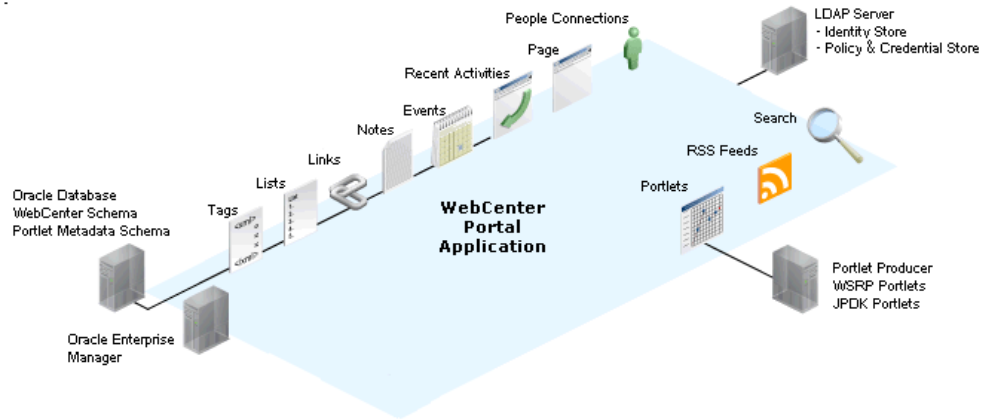 People Connections
LDAP Server
- Identity Store
- Policy & Credential Store
Page
Recent Activities
Events
Search
Notes
RSS Feeds
Links
Portlets
Lists
Oracle Database
WebCenter Schema
Portlet Metadata Schema
Tags
WebCenter
Portal
Application
Portlet Producer
WSRP Portlets
JPDK Portlets
Oracle Enterprise
Manager